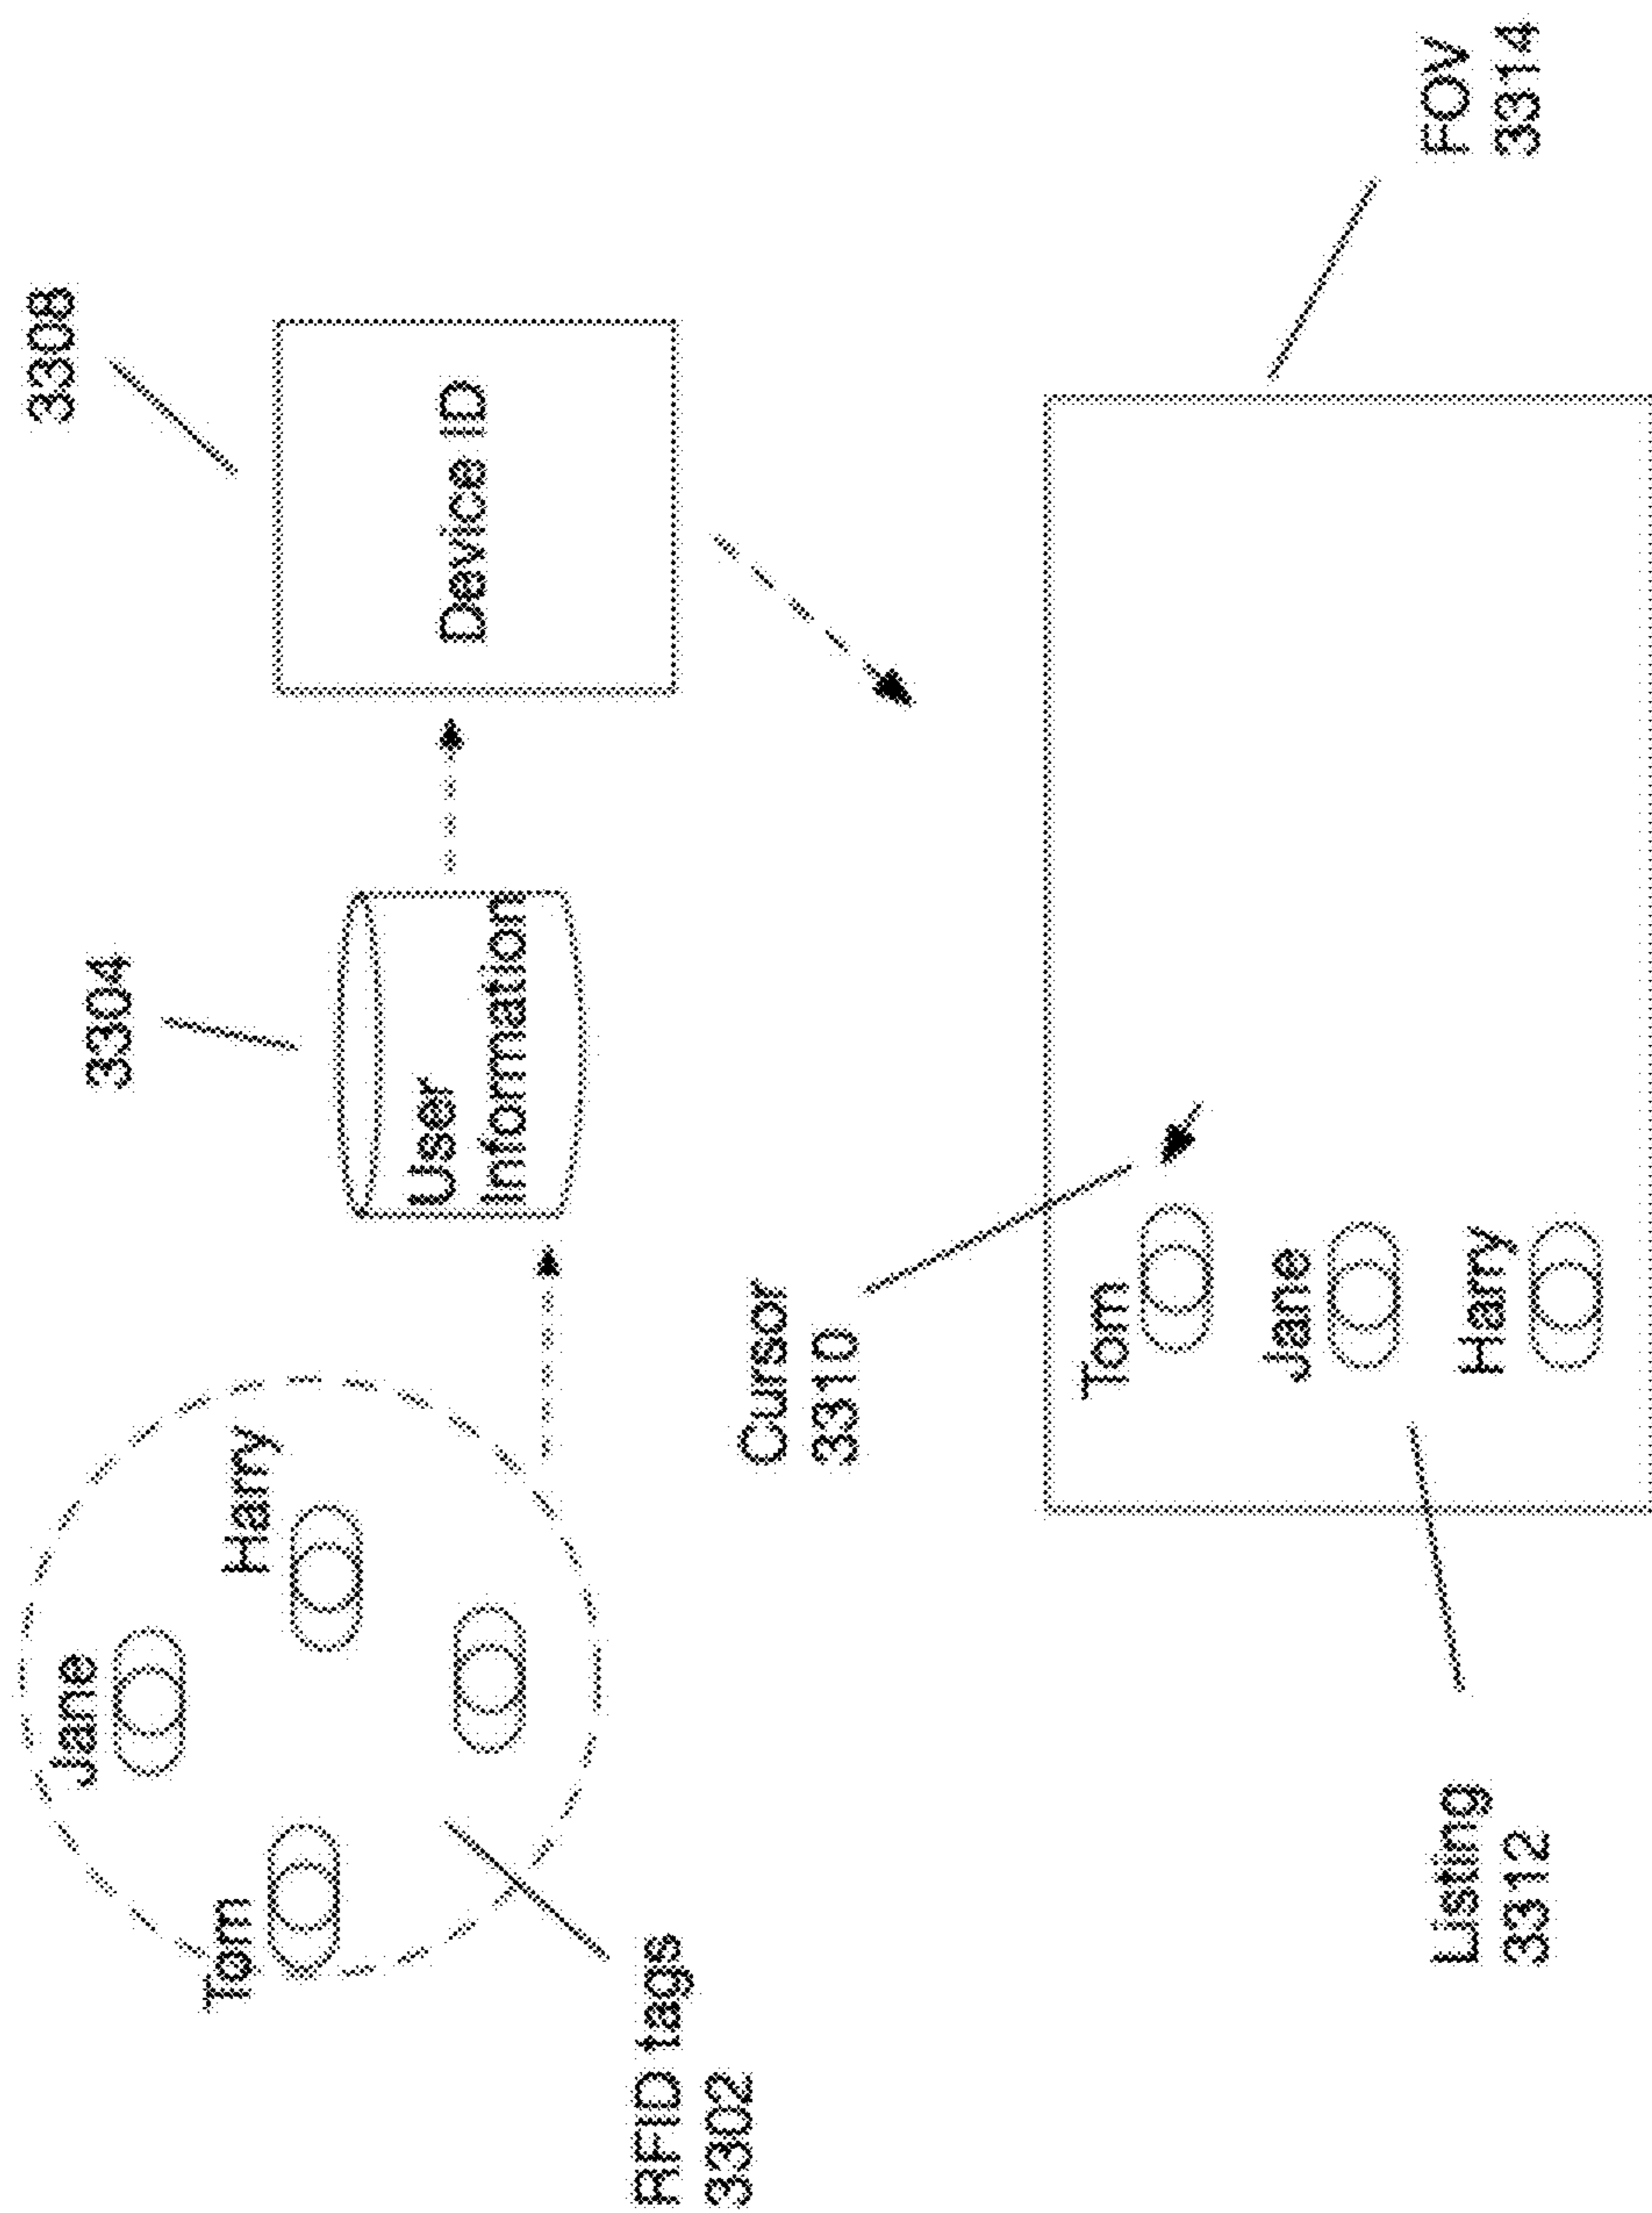 3308
3304
Jane
Harry
Tom
User
Information
Device ID
RFID tags
3302
Cursor
3310
Tom
Jane
Harry
FOV
3314
Listing
3312